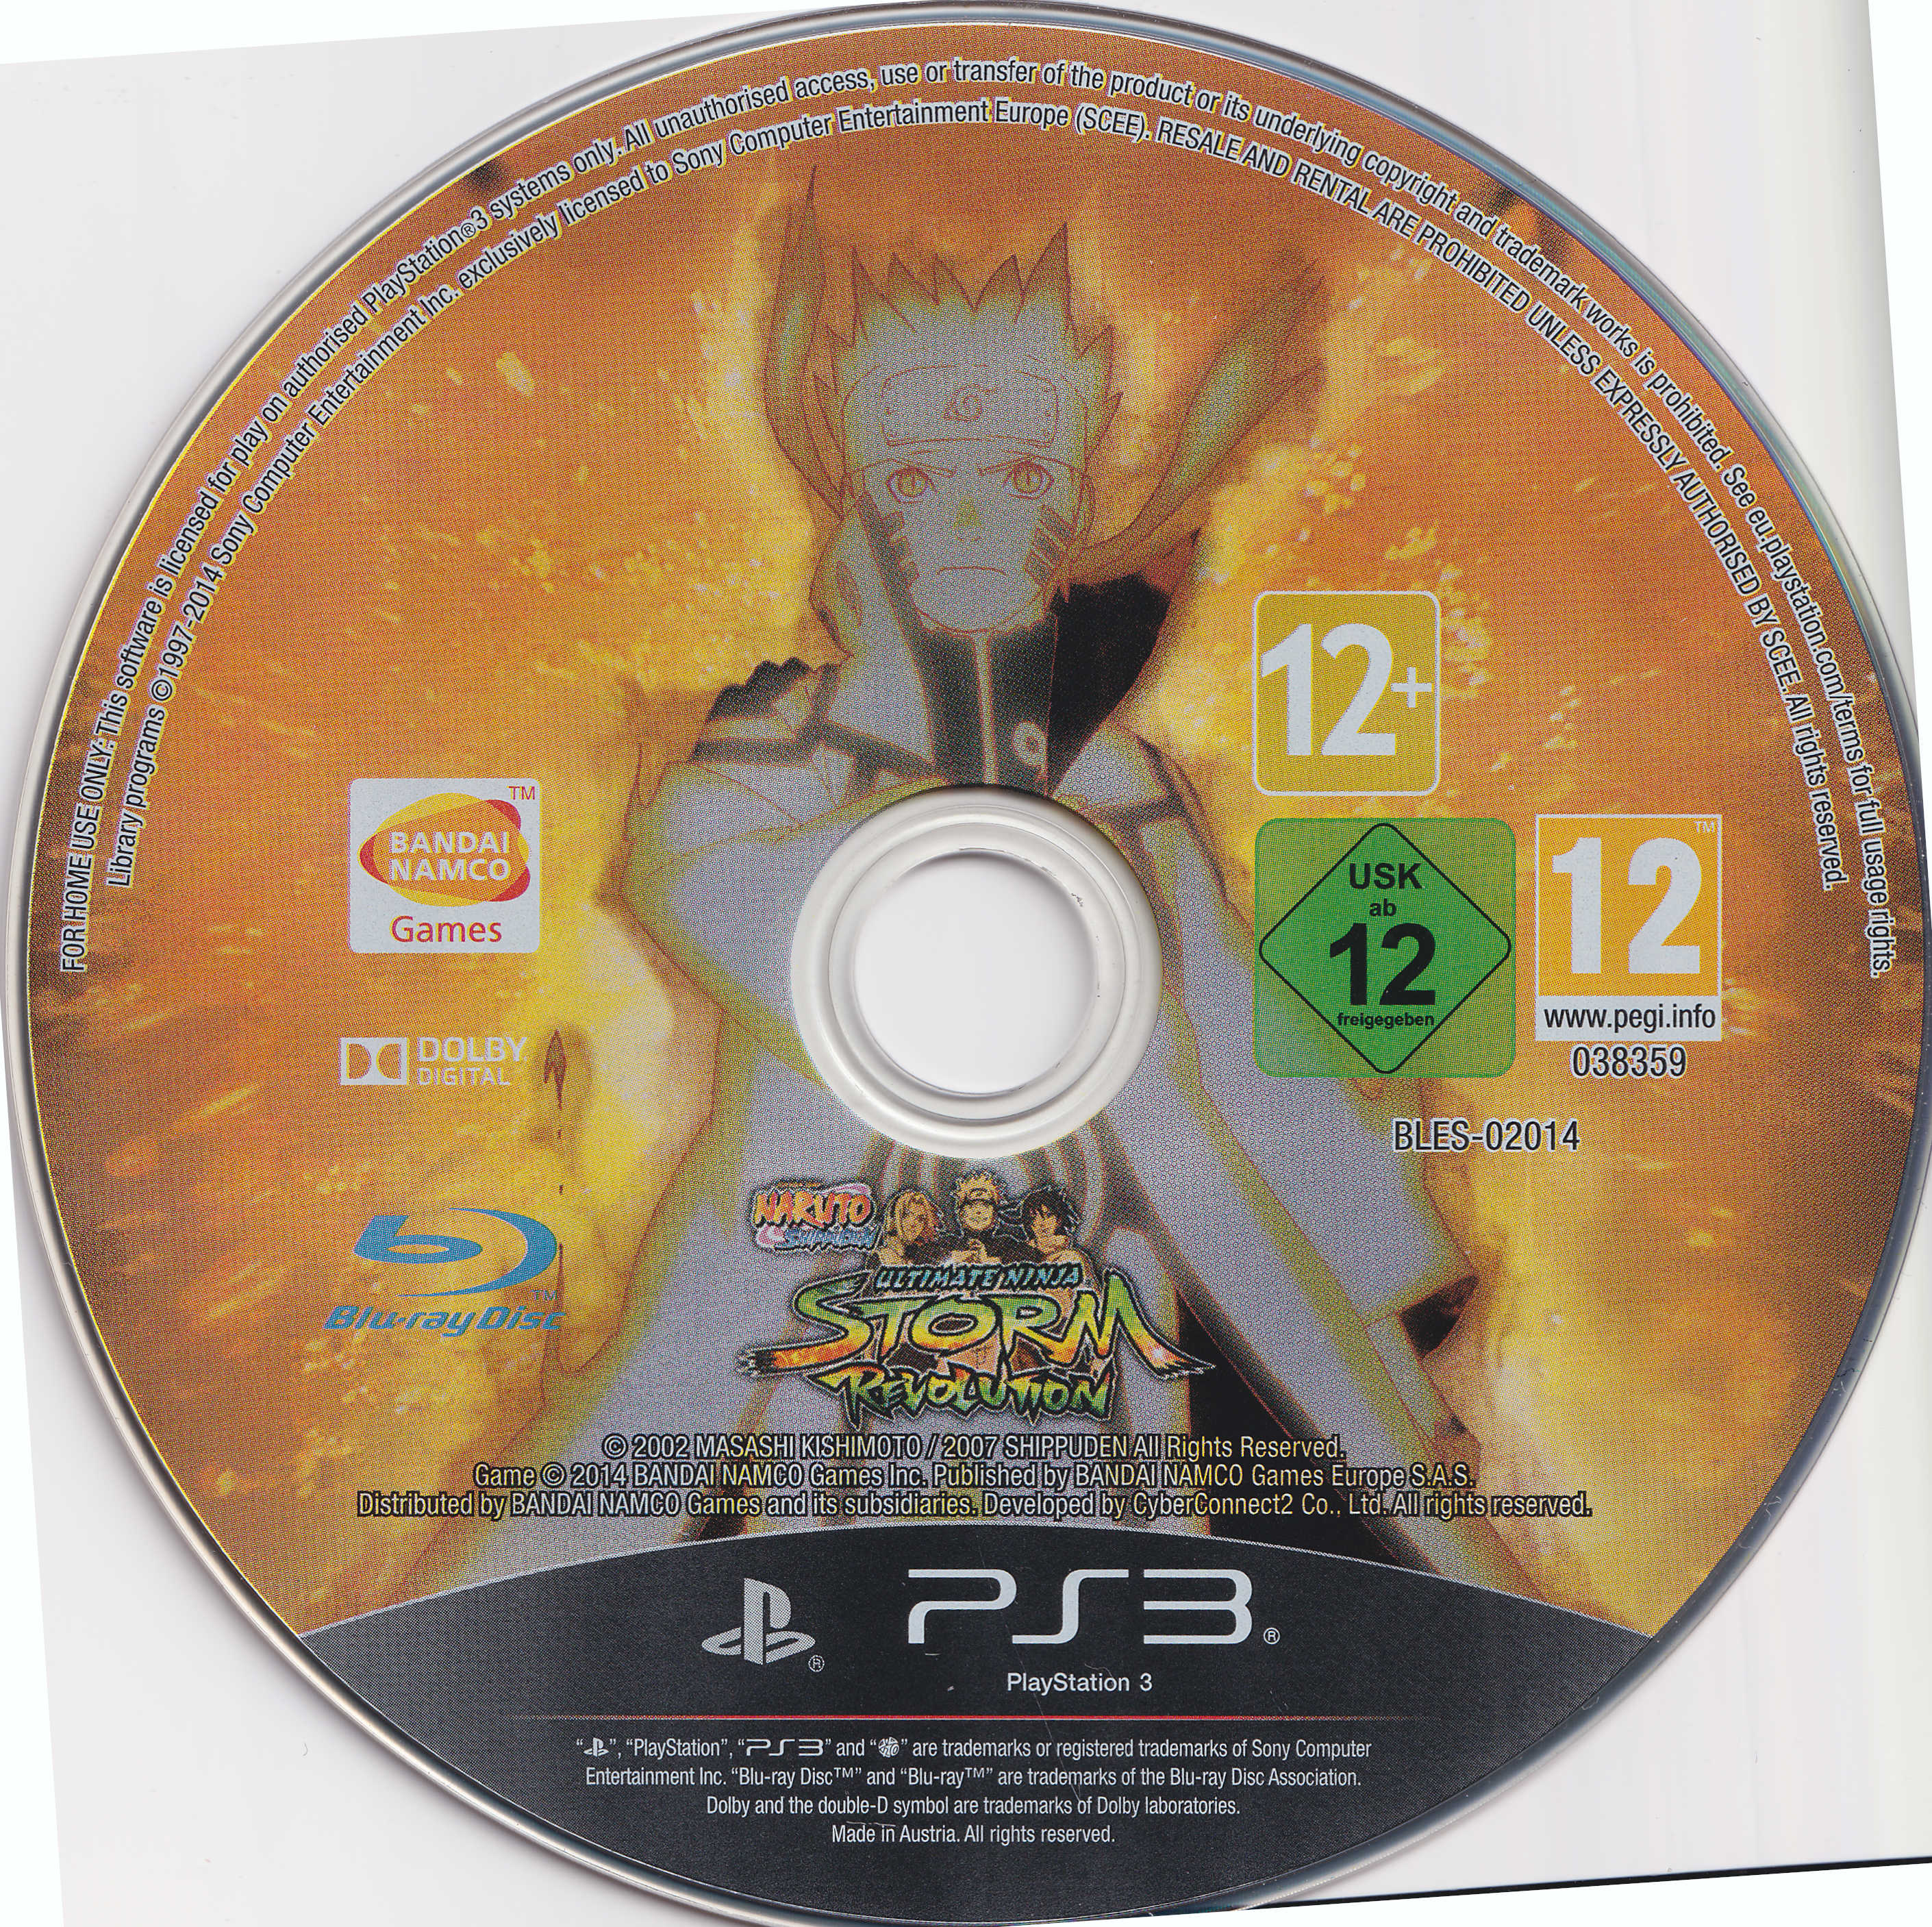 FOR HOME USE ONLY: This software is licensed for play on authorised PlayStation®3 systems only. All unauthorised access, use or transfer of the product or its underlying copyright and trademark works is prohibited. See eu.playstation.com/terms for full usage rights.
Library programs ©1997-2014 Sony Computer Entertainment Inc. exclusively licensed to Sony Computer Entertainment Europe (SCEE). RESALE AND RENTAL ARE PROHIBITED UNLESS EXPRESSLY AUTHORISED BY SCEE. All rights reserved.
12+
BANDAI
NAMCO
Games
TM
USK
ab
12
freigegeben
12
TM
www.pegi.info
038359
DOLBY
DIGITAL
BLES-02014
Blu-ray Disc
TM
NARUTO
SHIPPUDEN
ULTIMATE NINJA
STORM
REVOLUTION
© 2002 MASASHI KISHIMOTO / 2007 SHIPPUDEN All Rights Reserved.
Game © 2014 BANDAI NAMCO Games Inc. Published by BANDAI NAMCO Games Europe S.A.S.
Distributed by BANDAI NAMCO Games and its subsidiaries. Developed by CyberConnect2 Co., Ltd. All rights reserved.
PS3®
®
PlayStation 3
“ ”, “PlayStation”, “PS3” and “ ” are trademarks or registered trademarks of Sony Computer
Entertainment Inc. “Blu-ray Disc™” and “Blu-ray™” are trademarks of the Blu-ray Disc Association.
Dolby and the double-D symbol are trademarks of Dolby laboratories.
Made in Austria. All rights reserved.